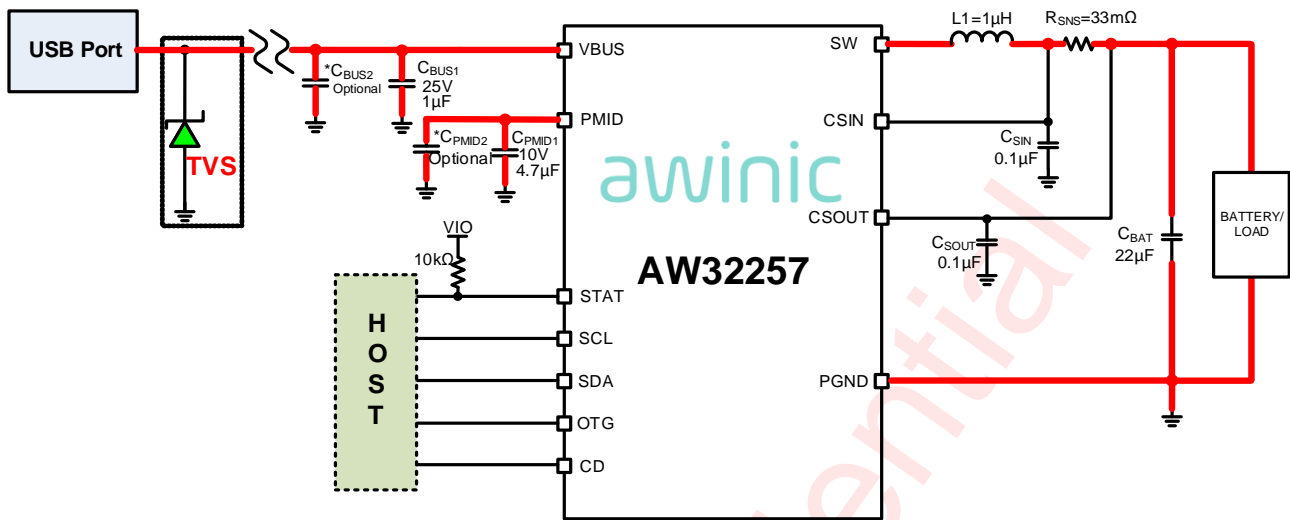 USB Port
TVS
*CBUS2
Optional
CBUS1
25V
1µF
*CPMID2
Optional
CPMID1
10V
4.7µF
VIO
10kΩ
HOST
VBUS
PMID
STAT
SCL
SDA
OTG
CD
awinic
AW32257
SW
CSIN
CSOUT
PGND
L1=1µH
RSNS=33mΩ
CSIN
0.1µF
CSOUT
0.1µF
CBAT
22µF
BATTERY/
LOAD